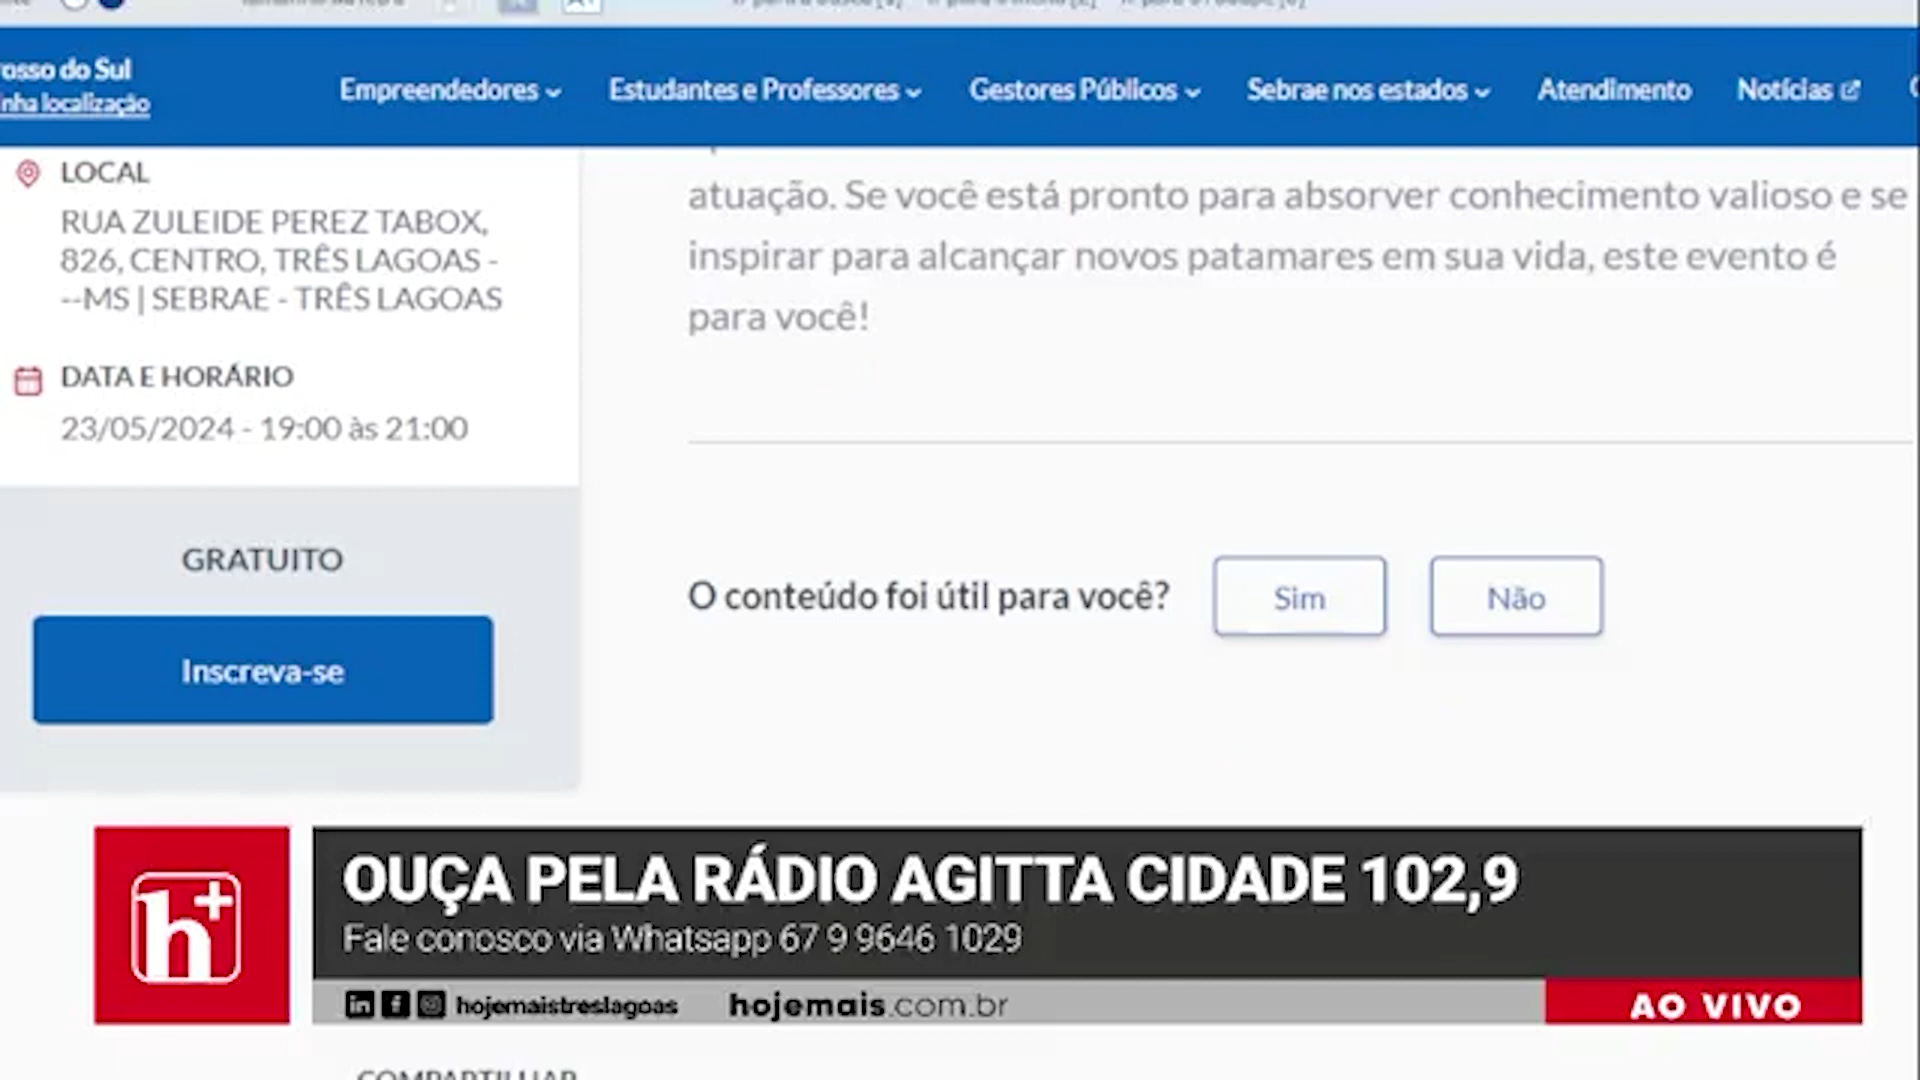 osso do Sul
nha localização
Empreendedores
Estudantes e Professores
Gestores Públicos
Sebrae nos estados
Atendimento
Notícias
LOCAL
RUA ZULEIDE PEREZ TABOX,
826, CENTRO, TRÊS LAGOAS -
--MS | SEBRAE - TRÊS LAGOAS
DATA E HORÁRIO
23/05/2024 - 19:00 às 21:00
GRATUITO
Inscreva-se
atuação. Se você está pronto para absorver conhecimento valioso e se
inspirar para alcançar novos patamares em sua vida, este evento é
para você!
O conteúdo foi útil para você?
Sim
Não
h+
OUÇA PELA RÁDIO AGITTA CIDADE 102,9
Fale conosco via Whatsapp 67 9 9646 1029
in f hojemaistreslagoas hojemais.com.br
AO VIVO
COMPARTILHAR